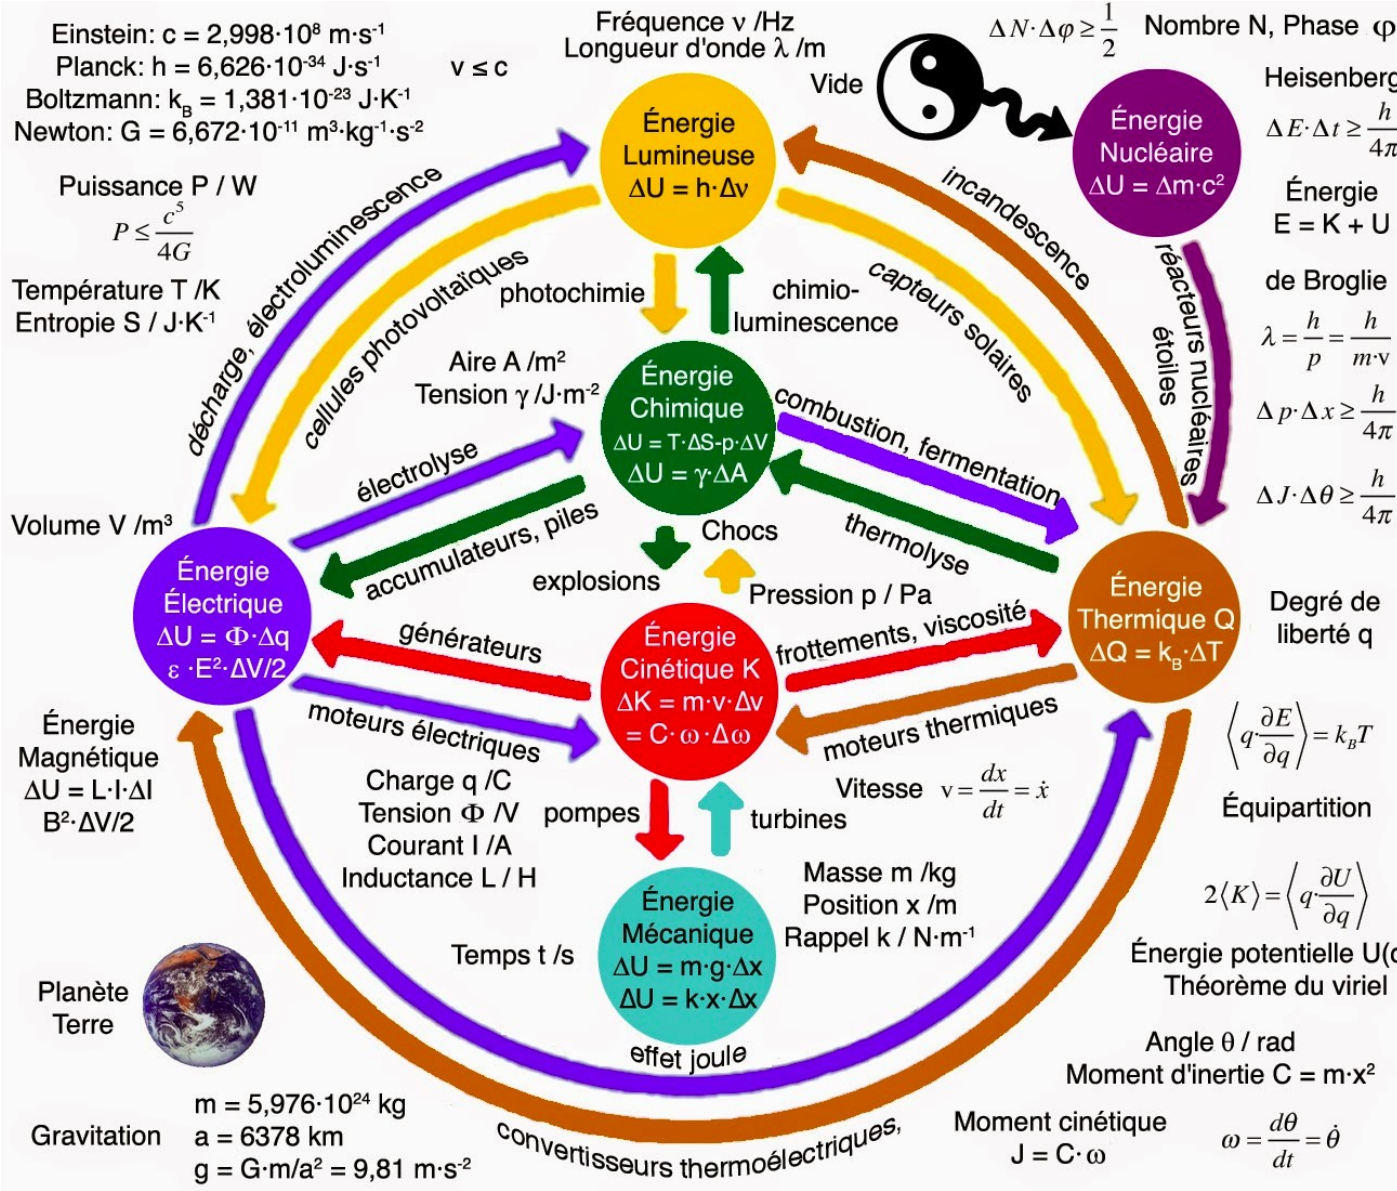 Einstein: c = 2,998·10⁸ m·s⁻¹
Planck: h = 6,626·10⁻³⁴ J·s⁻¹
Boltzmann: k_B = 1,381·10⁻²³ J·K⁻¹
Newton: G = 6,672·10⁻¹¹ m³·kg⁻¹·s⁻²
v ≤ c
Fréquence ν /Hz
Longueur d'onde λ /m
Vide
ΔN·Δφ ≥ 1/2
Nombre N, Phase φ
Heisenberg
ΔE·Δt ≥ h/4π
Puissance P / W
P ≤ c⁵/4G
Température T /K
Entropie S / J·K⁻¹
Énergie
Lumineuse
ΔU = h·Δν
Énergie
Nucléaire
ΔU = Δm·c²
Énergie
E = K + U
de Broglie
λ = h/p = h/m·v
Δp·Δx ≥ h/4π
ΔJ·Δθ ≥ h/4π
décharge, électroluminescence
cellules photovoltaïques
photochimie
chimio-
luminescence
capteurs solaires
incandescence
réacteurs nucléaires
étoiles
Aire A /m²
Tension γ /J·m⁻²
Énergie
Chimique
ΔU = T·ΔS-p·ΔV
ΔU = γ·ΔA
électrolyse
accumulateurs, piles
combustion, fermentation
thermolyse
Volume V /m³
Chocs
explosions
Pression p / Pa
Énergie
Électrique
ΔU = Φ·Δq
ε ·E²·ΔV/2
Énergie
Thermique Q
ΔQ = k_B·ΔT
Degré de
liberté q
générateurs
moteurs électriques
Énergie
Cinétique K
ΔK = m·v·Δv
= C·ω·Δω
frottements, viscosité
moteurs thermiques
Énergie
Magnétique
ΔU = L·I·ΔI
B²·ΔV/2
⟨q·∂E/∂q⟩ = k_BT
Équipartition
2⟨K⟩ = ⟨q·∂U/∂q⟩
Énergie potentielle U(
Théorème du viriel
Charge q /C
Tension Φ /V
Courant I /A
Inductance L / H
pompes
turbines
Vitesse v = dx/dt = ẋ
Masse m /kg
Position x /m
Rappel k / N·m⁻¹
Temps t /s
Énergie
Mécanique
ΔU = m·g·Δx
ΔU = k·x·Δx
effet joule
convertisseurs thermoélectriques,
Planète
Terre
Gravitation
m = 5,976·10²⁴ kg
a = 6378 km
g = G·m/a² = 9,81 m·s⁻²
Angle θ / rad
Moment d'inertie C = m·x²
Moment cinétique
J = C·ω
ω = dθ/dt = θ̇